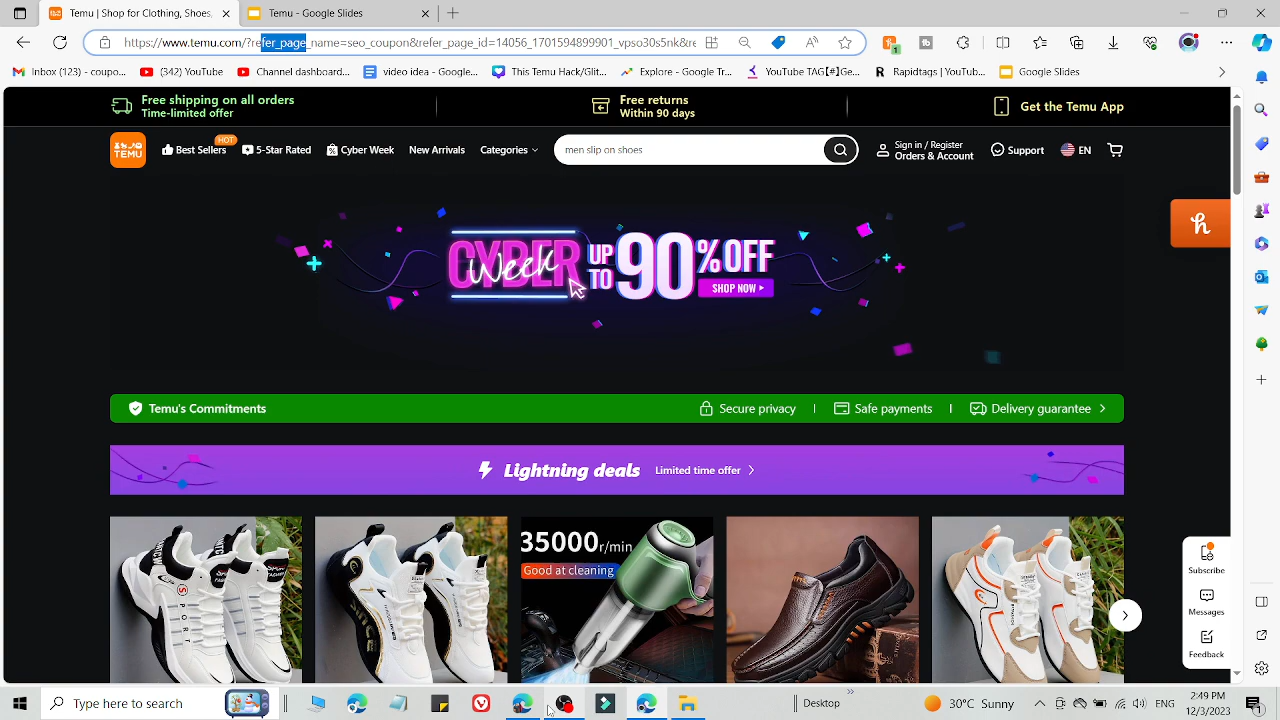 Temu | Shop for Clothing, Shoes
Temu - Google Slides
https://www.temu.com/?refer_page_name=seo_coupon&refer_page_id=14056_1701594899901_vpso30s5nk&re
Inbox (123) - compo...
(342) YouTube
Channel dashboard...
video idea - Google...
This Temu Hack Glit...
Explore - Google Tr...
YouTube TAG[#] Ge...
Rapidtags | YouTub...
Google Slides
Free shipping on all orders
Time-limited offer
Free returns
Within 90 days
Get the Temu App
TEMU
HOT
Best Sellers
5-Star Rated
Cyber Week
New Arrivals
Categories
men slip on shoes
Sign in / Register
Orders & Account
Support
EN
CYBER
Week
UP TO 90% OFF
SHOP NOW
Temu's Commitments
Secure privacy
Safe payments
Delivery guarantee
Lightning deals
Limited time offer
35000r/min
Good at cleaning
Subscribe
Messages
Feedback
Type here to search
Desktop
30°C Sunny
ENG
2:49 PM
12/3/2023